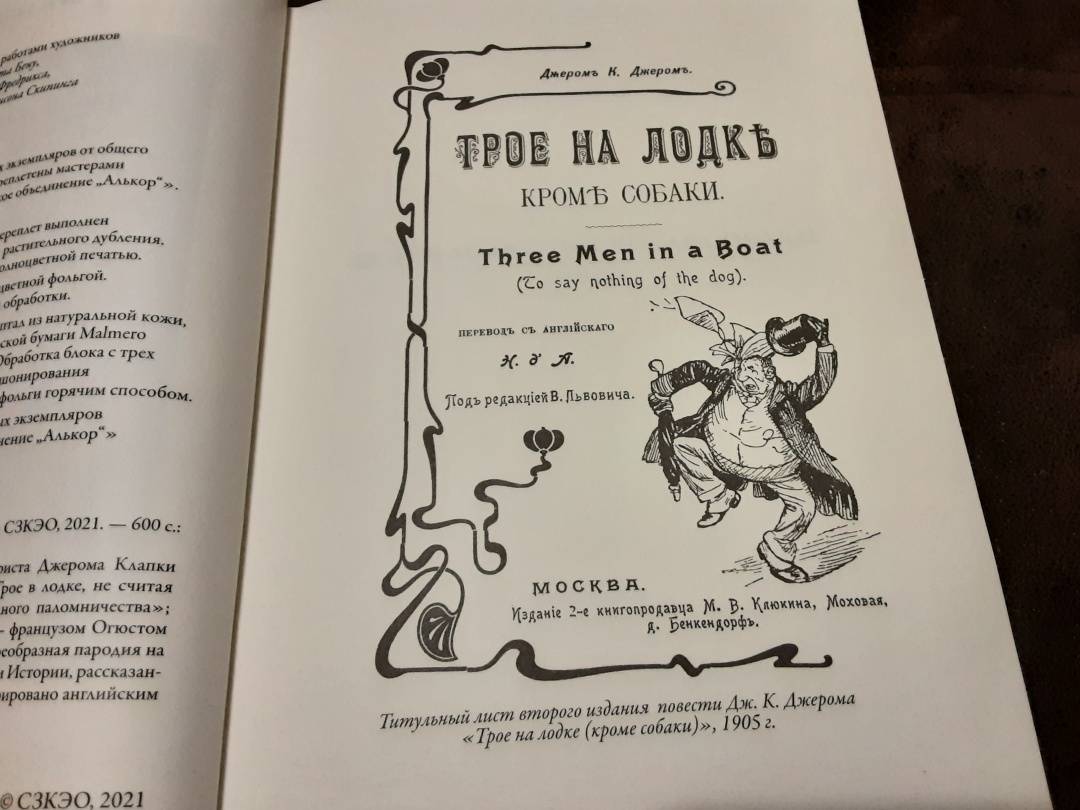 работами художников
Беку,
Фредрихa,
Скипинга
экземпляров от общего
переплетены мастерами
объединение „Алькор“».
переплет выполнен
растительного дубления.
полноцветной печатью.
цветной фольгой.
обработки.
из натуральной кожи,
бумаги Malmero
Обработка блока с трех
фольги горячим способом.
экземпляров
„Алькор“»
СЗКЭО, 2021. — 600 с.:
Джерома Клапки
Трое в лодке, не считая
паломничества»;
– французом Огюстом
пародия на
и Истории, рассказан-
английским
© СЗКЭО, 2021
Джеромъ К. Джеромъ.
ТРОЕ НА ЛОДКѢ
КРОМѢ СОБАКИ.
Three Men in a Boat
(To say nothing of the dog).
ПЕРЕВОДЪ СЪ АНГЛІЙСКАГО
Н. д' А.
Подъ редакціей В. Львовича.
МОСКВА.
Изданіе 2-е книгопродавца М. В. Клюкина, Моховая,
д. Бенкендорфъ.
Титульный лист второго издания повести Дж. К. Джерома
«Трое на лодке (кроме собаки)», 1905 г.